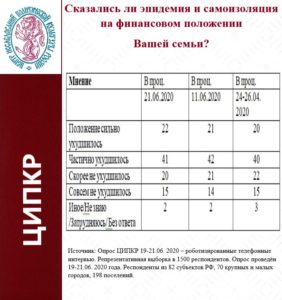 Сказались ли эпидемия и самоизоляция
на финансовом положении
Вашей семьи?
Мнение В проц. В проц. В проц.
21.06.2020 11.06.2020 24-26.04.
2020
Положение сильно 22 21 20
ухудшилось
Частично ухудшилось 41 42 40
Скорее не ухудшилось 20 21 22
Совсем не ухудшилось 15 14 15
Иное/Не знаю 2 2 3
/Затрудняюсь/Без ответа
ЦИПКР
Источник: Опрос ЦИПКР 19-21.06. 2020 – роботизированные телефонные
интервью. Репрезентативная выборка в 1500 респондентов. Опрос проведён
19-21.06. 2020 года. Респонденты из 82 субъектов РФ, 70 крупных и малых
городов, 198 поселений.